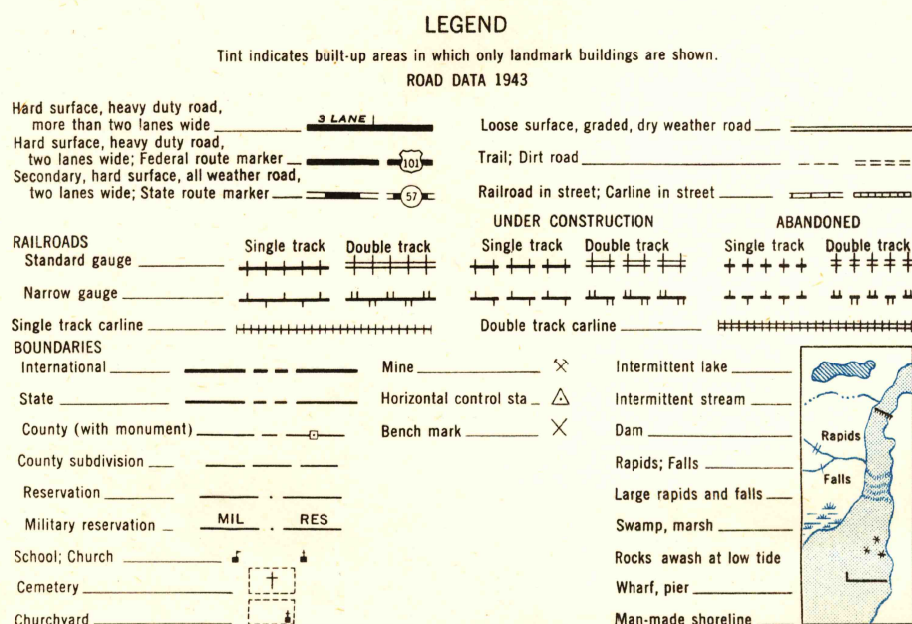 LEGEND
Tint indicates built-up areas in which only landmark buildings are shown.
ROAD DATA 1943
Hard surface, heavy duty road,
more than two lanes wide
3 LANE
Hard surface, heavy duty road,
two lanes wide; Federal route marker
101
Secondary, hard surface, all weather road,
two lanes wide; State route marker
57
Loose surface, graded, dry weather road
Trail; Dirt road
Railroad in street; Carline in street
UNDER CONSTRUCTION ABANDONED
RAILROADS Single track Double track Single track Double track Single track Double track
Standard gauge
Narrow gauge
Single track carline Double track carline
BOUNDARIES
International
State
County (with monument)
County subdivision
Reservation
Military reservation MIL RES
School; Church
Cemetery
Churchyard
Mine
Horizontal control sta
Bench mark
Intermittent lake
Intermittent stream
Dam
Rapids; Falls
Large rapids and falls
Swamp, marsh
Rocks awash at low tide
Wharf, pier
Man-made shoreline
Rapids
Falls